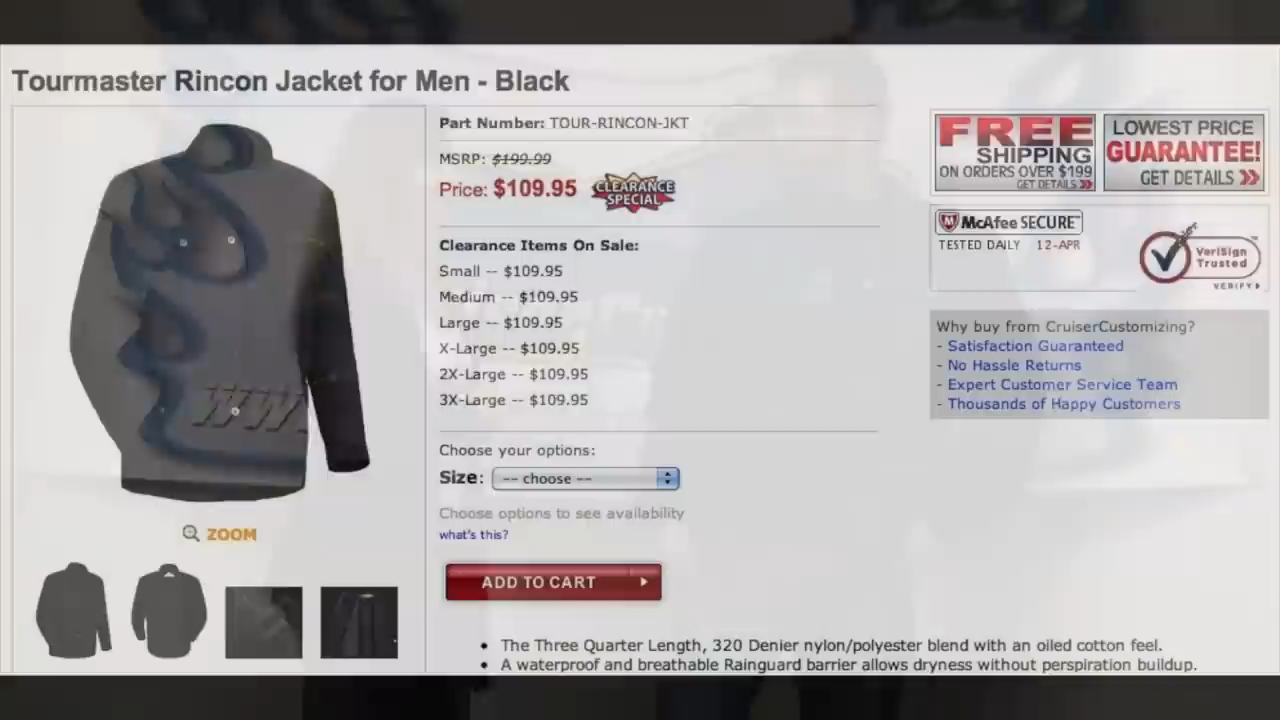 Tourmaster Rincon Jacket for Men - Black
Part Number: TOUR-RINCON-JKT
MSRP: $199.99
Price: $109.95
CLEARANCE
SPECIAL
Clearance Items On Sale:
Small -- $109.95
Medium -- $109.95
Large -- $109.95
X-Large -- $109.95
2X-Large -- $109.95
3X-Large -- $109.95
Choose your options:
Size: -- choose --
Choose options to see availability
what's this?
ADD TO CART
The Three Quarter Length, 320 Denier nylon/polyester blend with an oiled cotton feel.
A waterproof and breathable Rainguard barrier allows dryness without perspiration buildup.
ZOOM
FREE
SHIPPING
ON ORDERS OVER $199
GET DETAILS
LOWEST PRICE
GUARANTEE!
GET DETAILS
McAfee SECURE™
TESTED DAILY 12-APR
VeriSign
Trusted™
VERIFY
Why buy from CruiserCustomizing?
- Satisfaction Guaranteed
- No Hassle Returns
- Expert Customer Service Team
- Thousands of Happy Customers